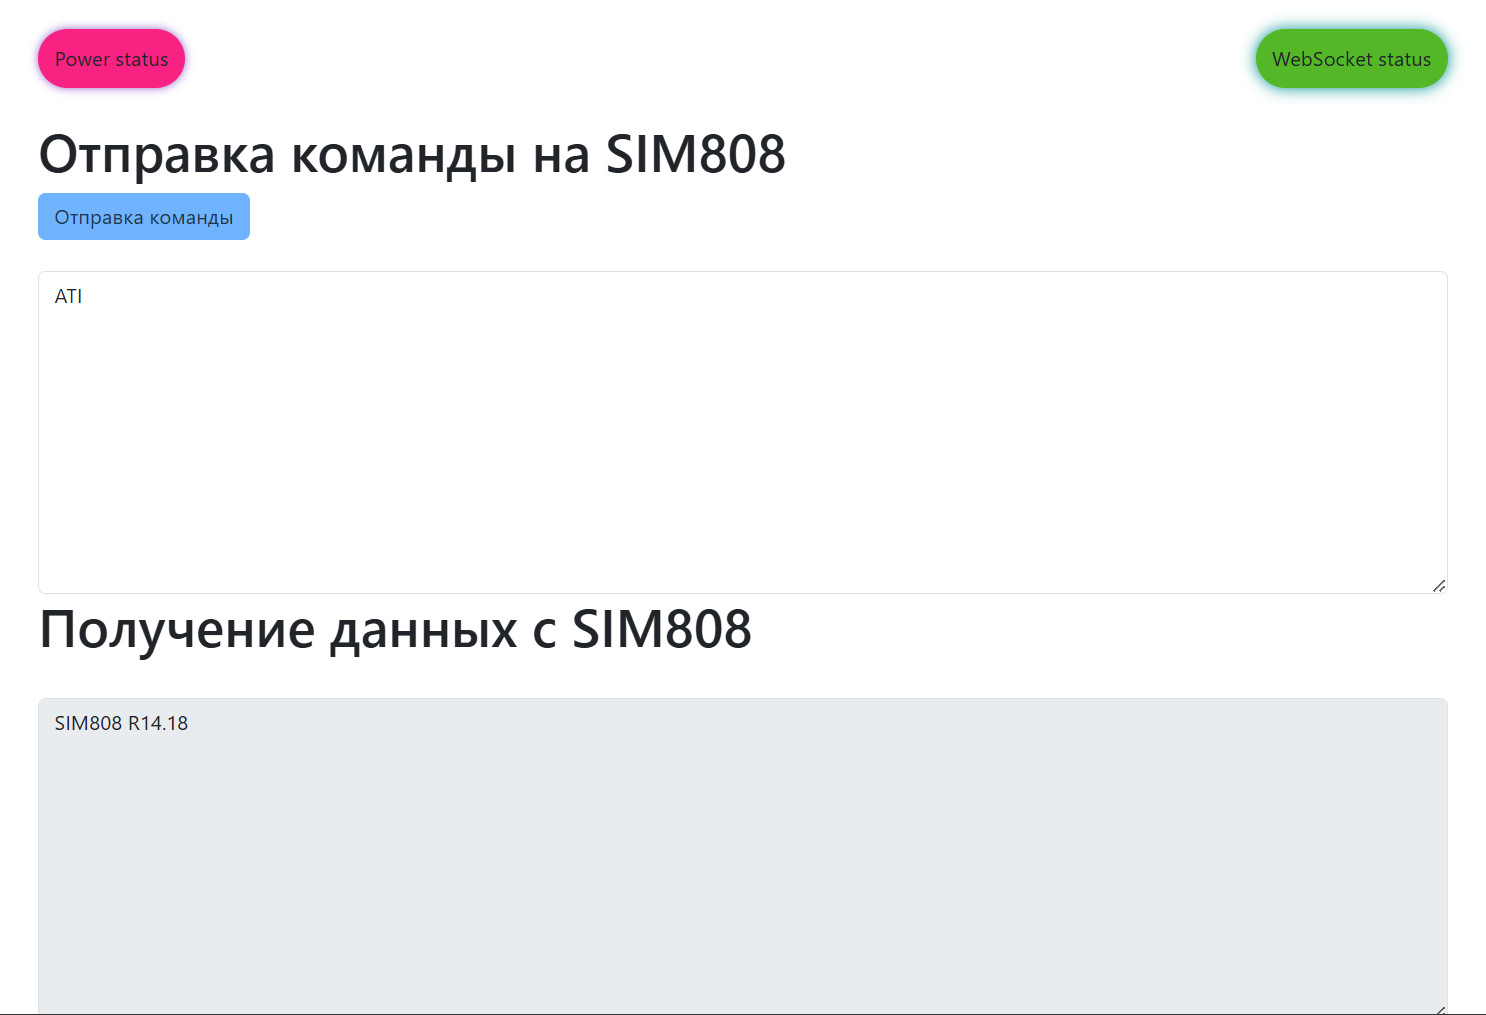 Power status
WebSocket status
Отправка команды на SIM808
Отправка команды
ATI
Получение данных с SIM808
SIM808 R14.18